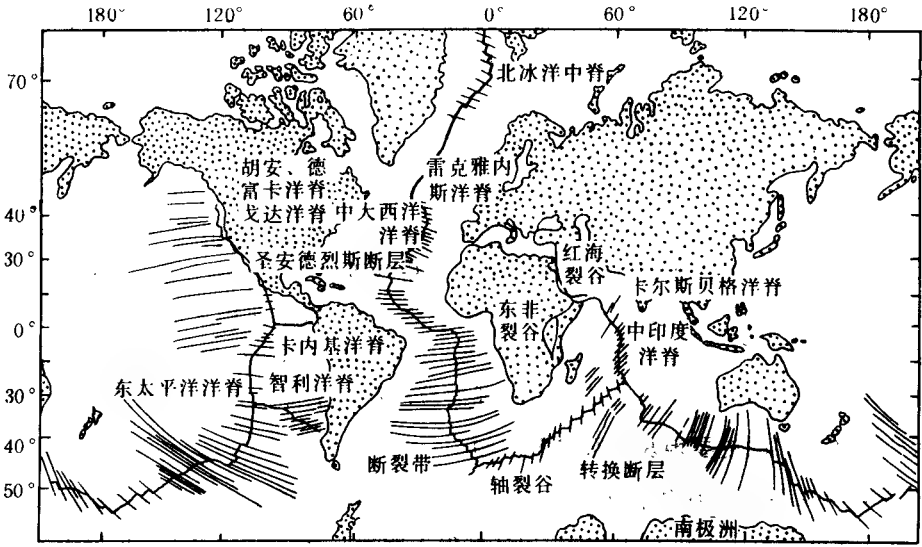 180° 120° 60° 0° 60° 120° 180°
70°
40°
30°
0°
30°
40°
50°
北冰洋中脊
胡安、德
富卡洋脊
戈达洋脊
雷克雅内
斯洋脊
中大西洋
洋脊
圣安德烈斯断层
红海
裂谷
卡尔斯贝格洋脊
东非
裂谷
中印度
洋脊
卡内基洋脊
东太平洋洋脊
智利洋脊
断裂带
轴裂谷
转换断层
南极洲